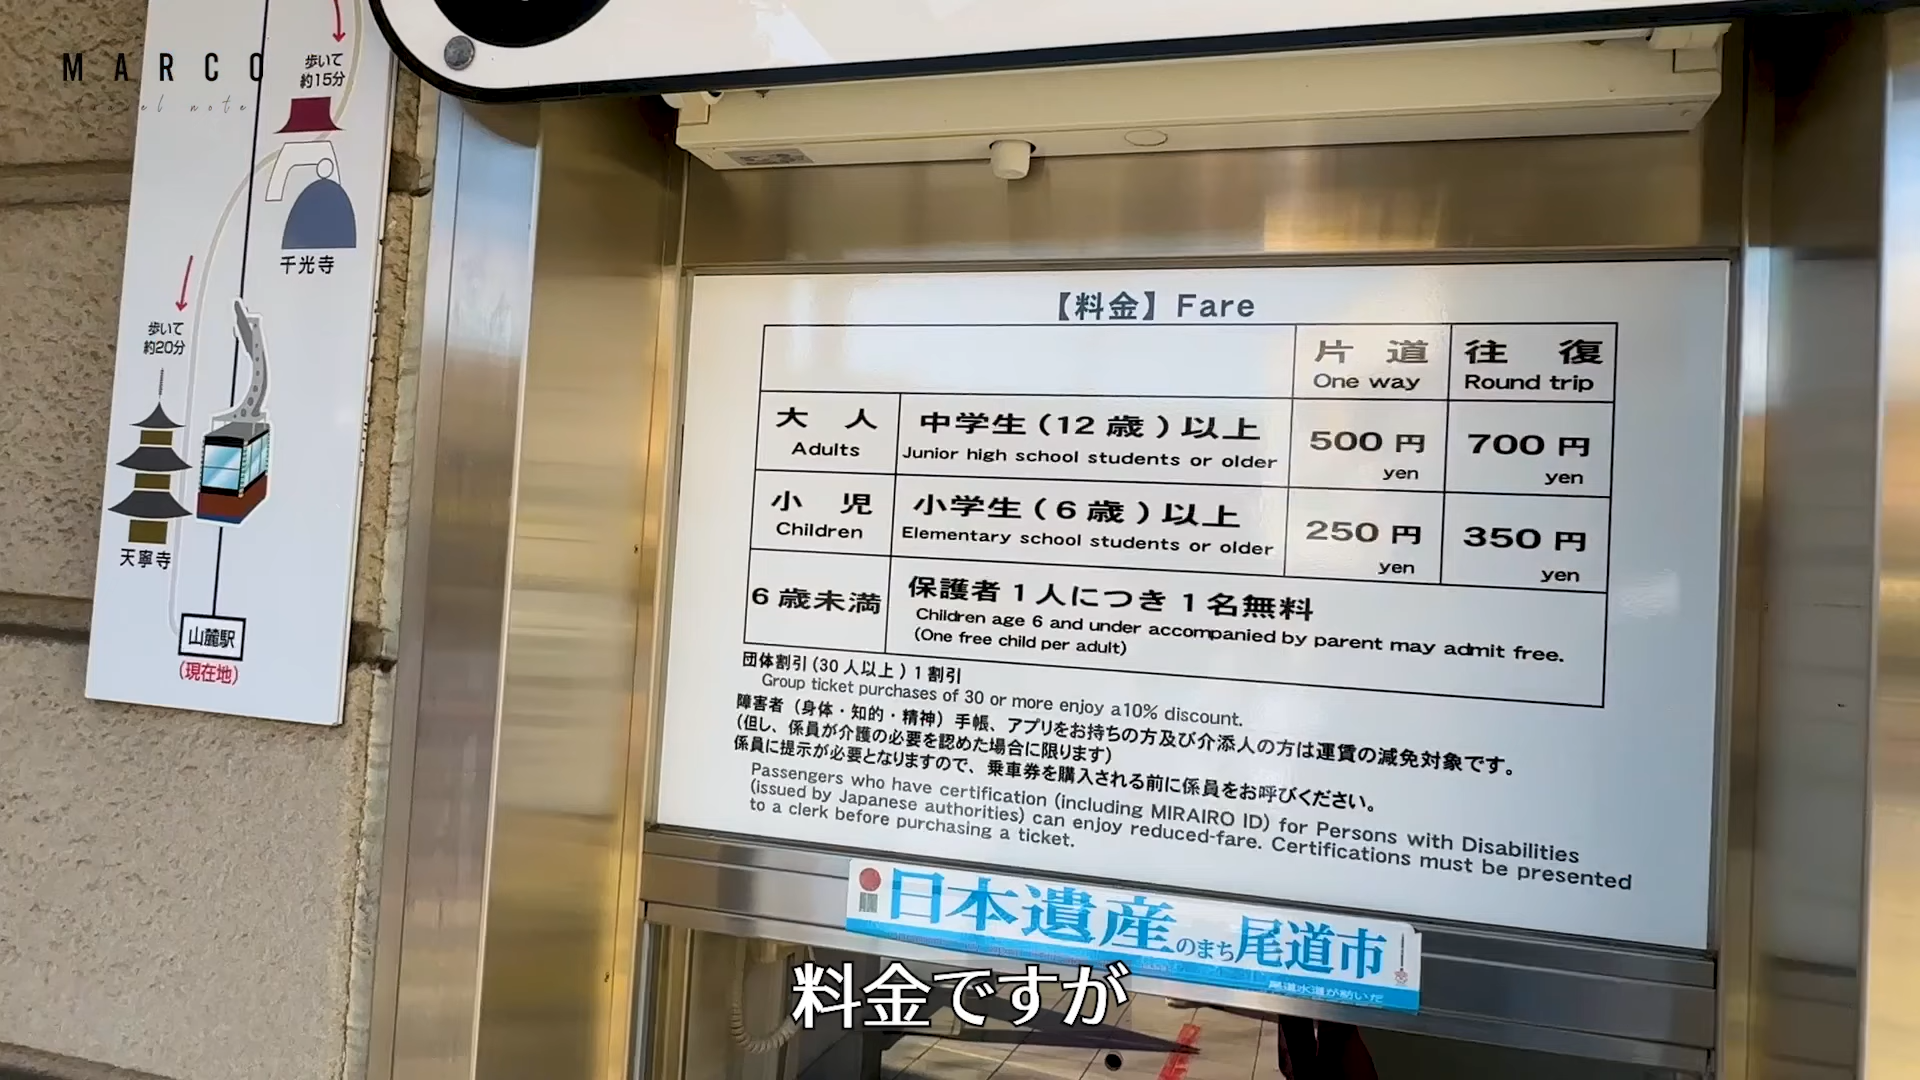 MARCO
歩いて
約15分
千光寺
歩いて
約20分
天寧寺
山麓駅
(現在地)
【料金】Fare
片道 往復
One way Round trip
大人 中学生(12歳)以上 500円 700円
Adults Junior high school students or older yen yen
小児 小学生(6歳)以上 250円 350円
Children Elementary school students or older yen yen
6歳未満 保護者1人につき1名無料
Children age 6 and under accompanied by parent may admit free.
(One free child per adult)
団体割引(30人以上)1割引
Group ticket purchases of 30 or more enjoy a10% discount.
障害者(身体・知的・精神)手帳、アプリをお持ちの方及び介添人の方は運賃の減免対象です。
(但し、係員が介護の必要を認めた場合に限ります)
係員に提示が必要となりますので、乗車券を購入される前に係員をお呼びください。
Passengers who have certification (including MIRAIRO ID) for Persons with Disabilities
(issued by Japanese authorities) can enjoy reduced-fare. Certifications must be presented
to a clerk before purchasing a ticket.
日本遺産のまち尾道市
尾道水道が紡いだ
料金ですが